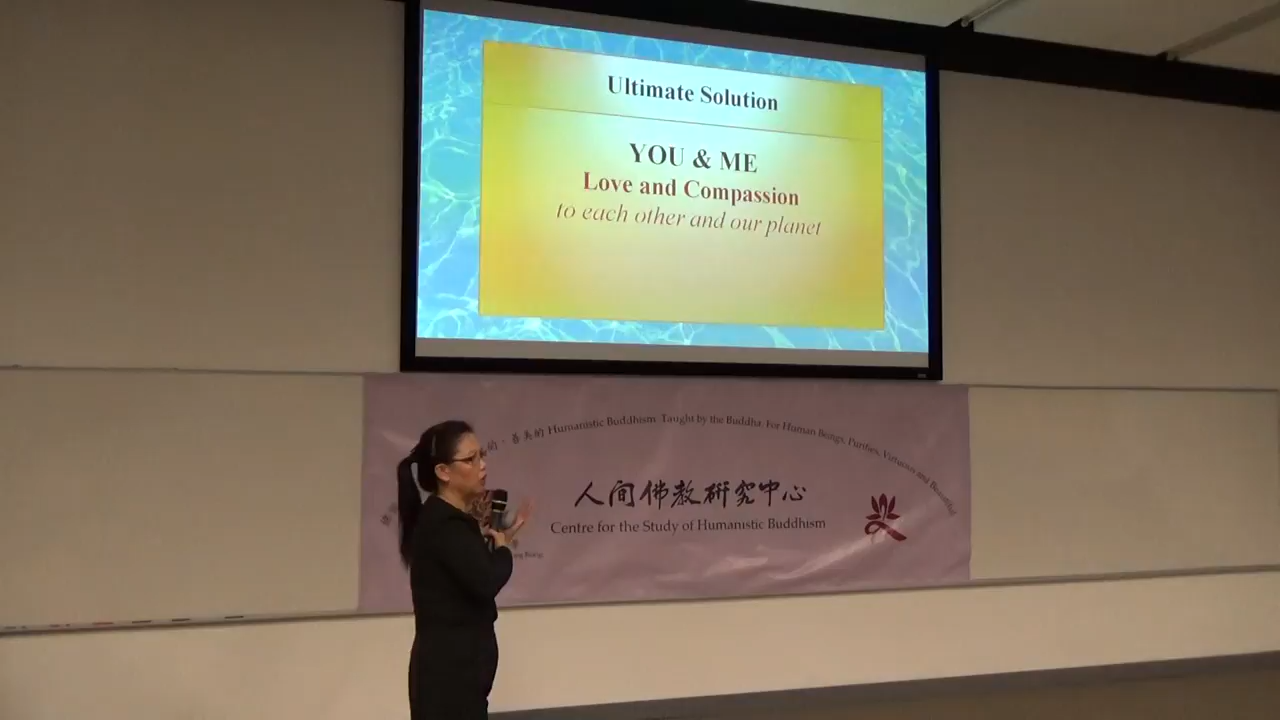 Ultimate Solution
YOU & ME
Love and Compassion
to each other and our planet
善美的 Humanistic Buddhism Taught by the Buddha, For Human Beings, Purifies, Virtuous and Beautiful
人间佛教研究中心
Centre for the Study of Humanistic Buddhism